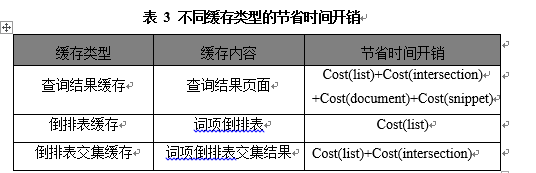 表 3 不同缓存类型的节省时间开销
缓存类型 缓存内容 节省时间开销
查询结果缓存 查询结果页面 Cost(list)+Cost(intersection)
+Cost(document)+Cost(snippet)
倒排表缓存 词项倒排表 Cost(list)
倒排表交集缓存 词项倒排表交集结果 Cost(list)+Cost(intersection)